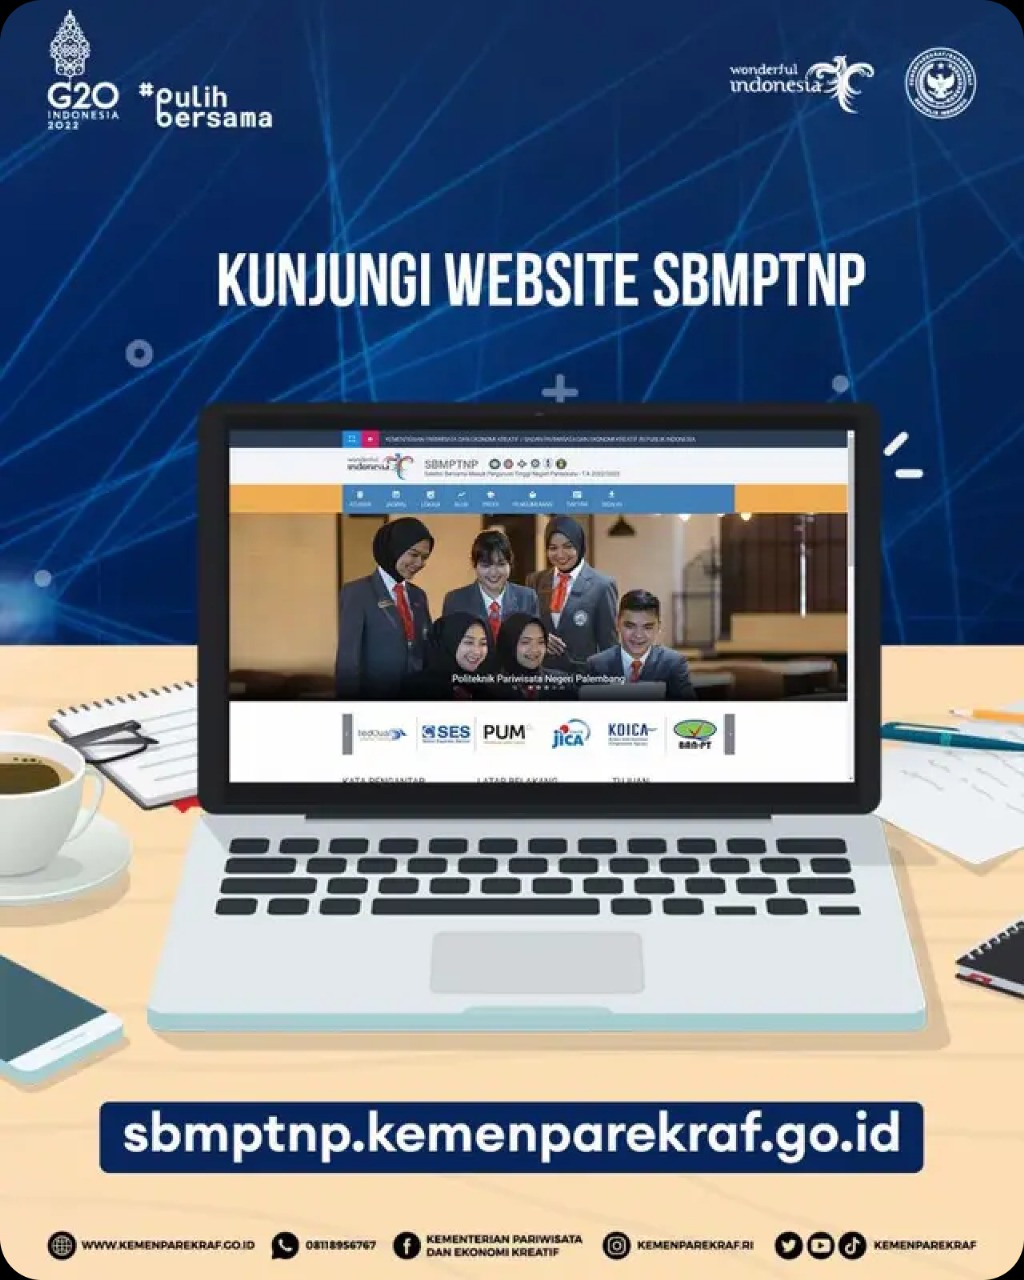 G20
INDONESIA
2022
#pulih
bersama
wonderful
indonesia
KUNJUNGI WEBSITE SBMPTNP
KEMENTERIAN PARIWISATA DAN EKONOMI KREATIF / BADAN PARIWISATA DAN EKONOMI KREATIF REPUBLIK INDONESIA
wonderful
indonesia
SBMPTNP
Seleksi Bersama Masuk Perguruan Tinggi Negeri Pariwisata - T.A 2022/2023
Politeknik Pariwisata Negeri Palembang
tedQual
SES
PUM
jICA
KOICA
BAN-PT
KATA PENGANTAR
LATAR BELAKANG
TUJUAN
sbmptnp.kemenparekraf.go.id
WWW.KEMENPAREKRAF.GO.ID
08118956767
KEMENTERIAN PARIWISATA
DAN EKONOMI KREATIF
KEMENPAREKRAF.RI
KEMENPAREKRAF